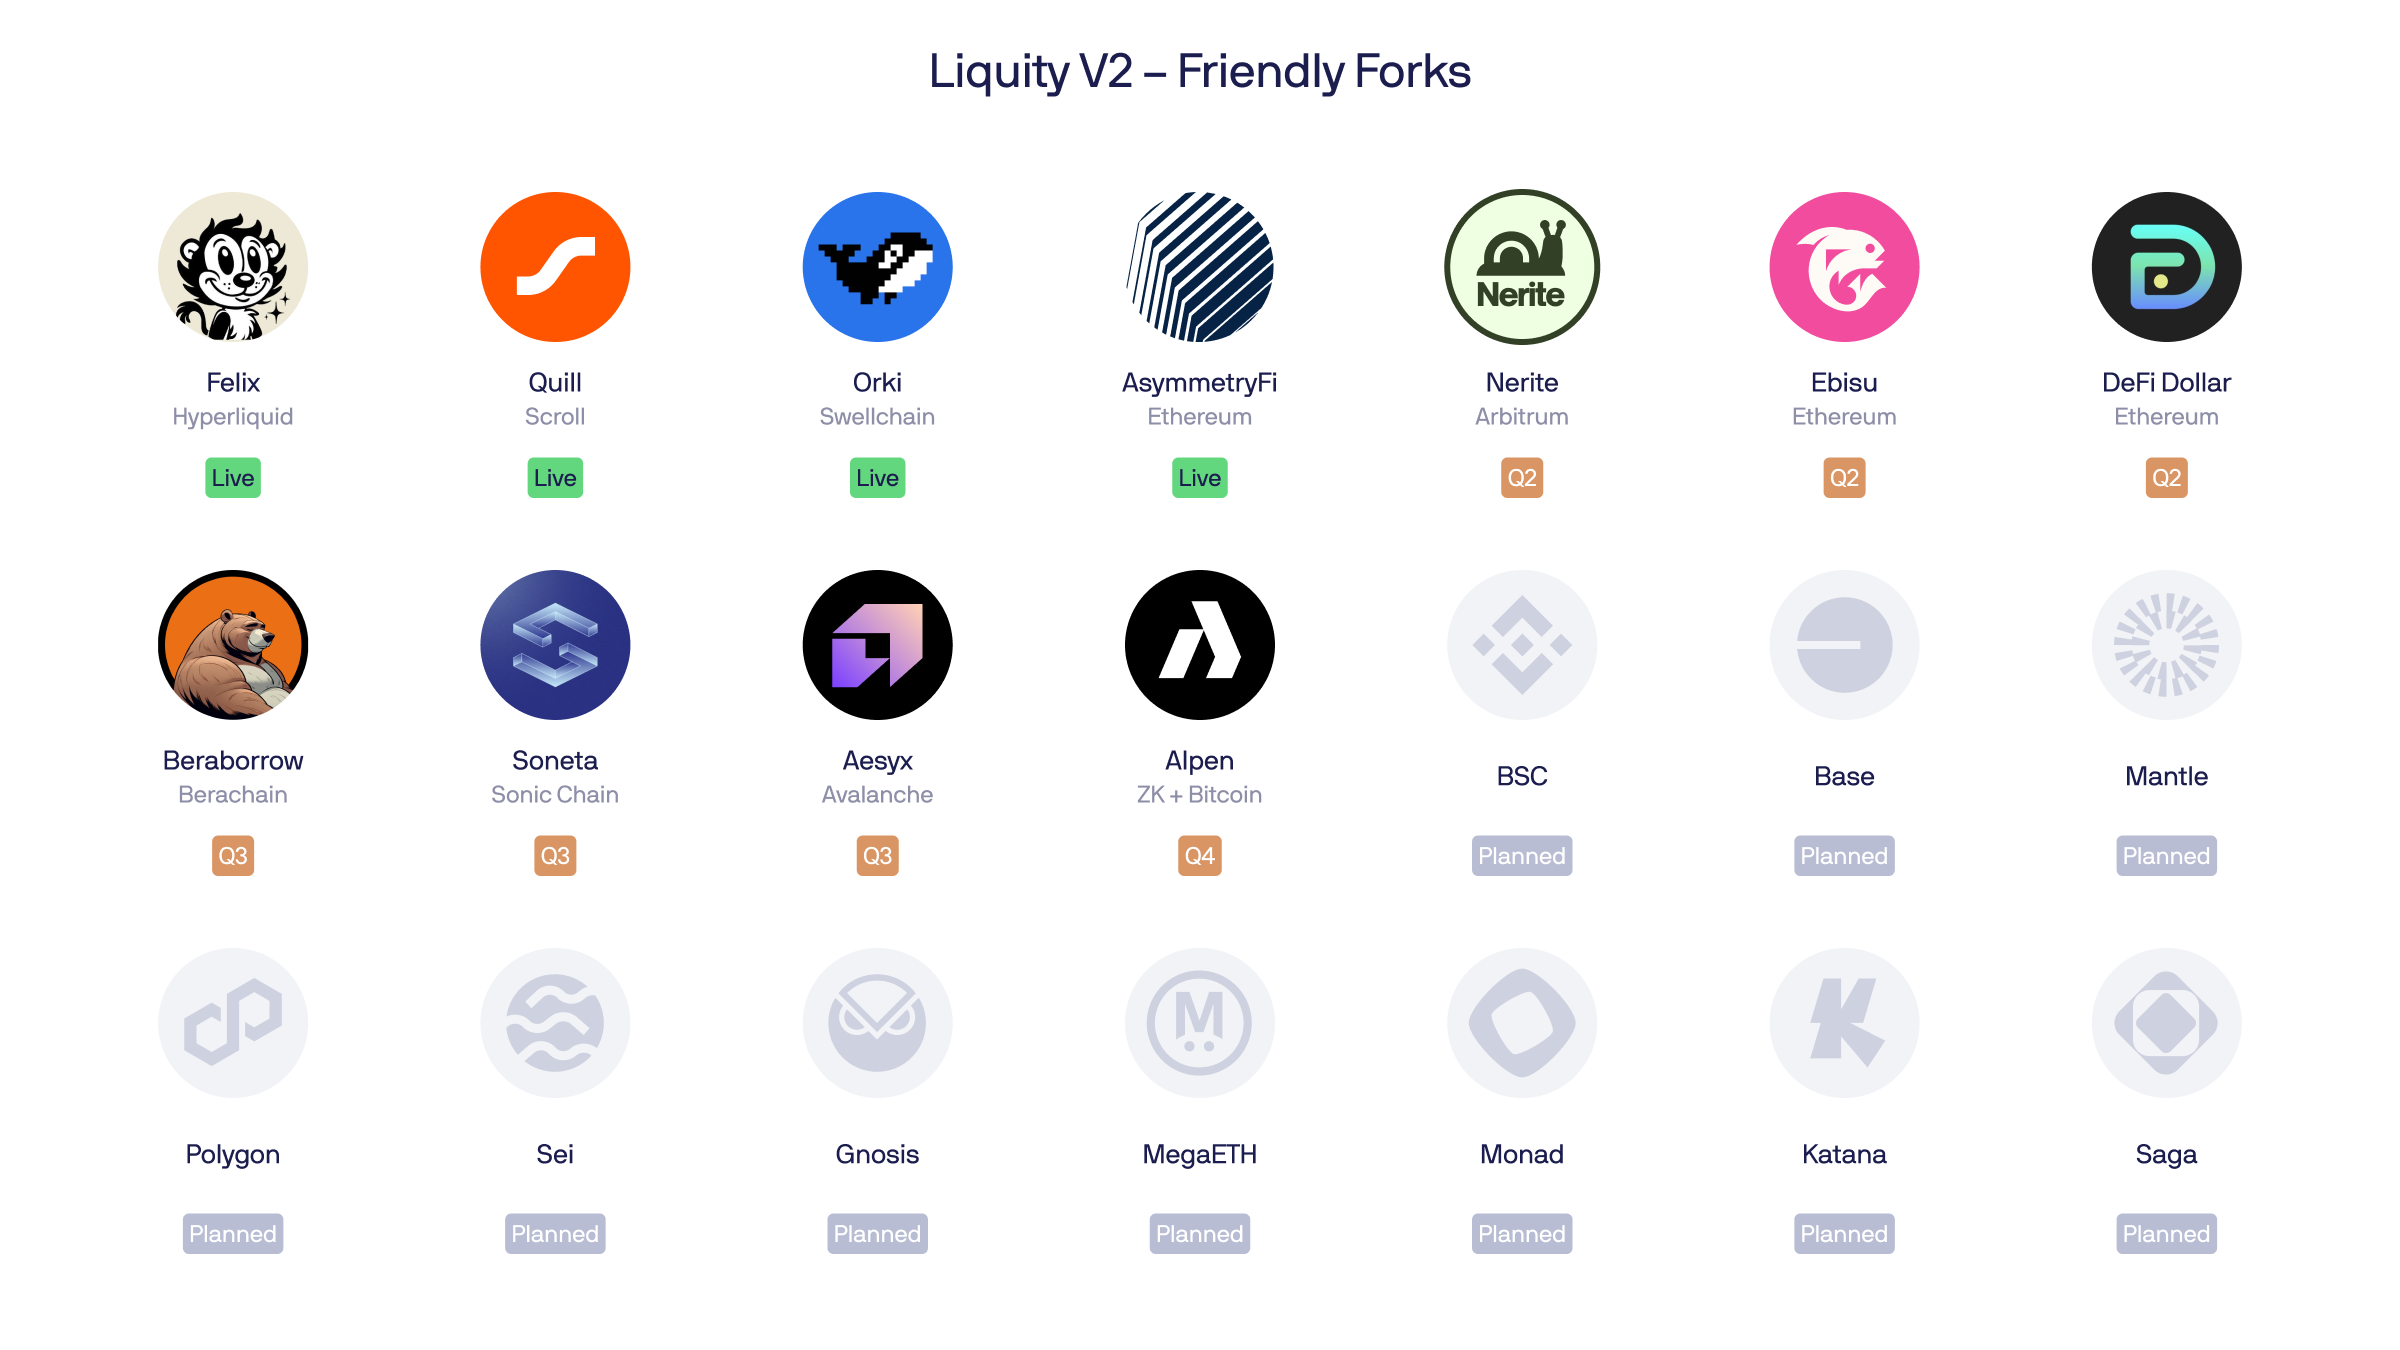 Liquity V2 – Friendly Forks
Nerite
Felix
Quill
Orki
AsymmetryFi
Nerite
Ebisu
DeFi Dollar
Hyperliquid
Scroll
Swellchain
Ethereum
Arbitrum
Ethereum
Ethereum
Live
Live
Live
Live
Q2
Q2
Q2
Beraborrow
Soneta
Aesyx
Alpen
BSC
Base
Mantle
Berachain
Sonic Chain
Avalanche
ZK + Bitcoin
Q3
Q3
Q3
Q4
Planned
Planned
Planned
M
Polygon
Sei
Gnosis
MegaETH
Monad
Katana
Saga
Planned
Planned
Planned
Planned
Planned
Planned
Planned